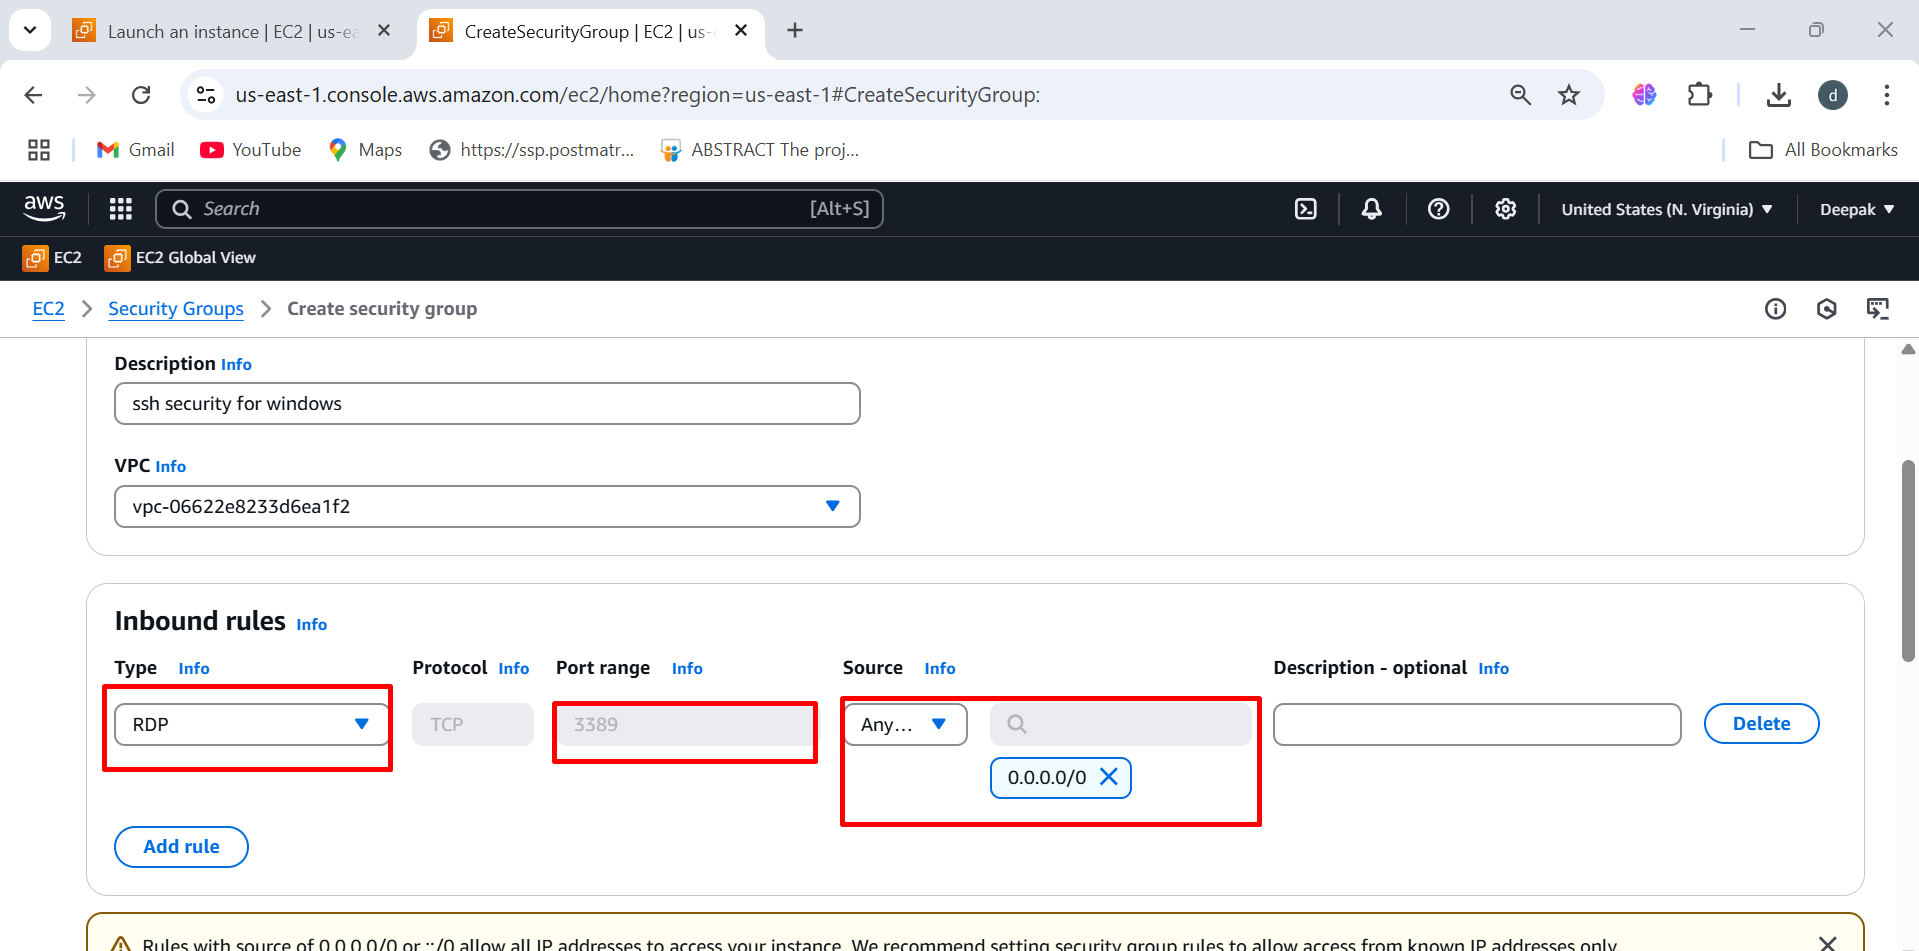 Launch an instance | EC2 | us-ea
CreateSecurityGroup | EC2 | us-
us-east-1.console.aws.amazon.com/ec2/home?region=us-east-1#CreateSecurityGroup:
d
Gmail
YouTube
Maps
https://ssp.postmatr...
ABSTRACT The proj...
All Bookmarks
aws
Search
[Alt+S]
United States (N. Virginia)
Deepak
EC2
EC2 Global View
EC2
Security Groups
Create security group
Description Info
ssh security for windows
VPC Info
vpc-06622e8233d6ea1f2
Inbound rules Info
Type Info
Protocol Info
Port range Info
Source Info
Description - optional Info
RDP
TCP
3389
Any...
Delete
0.0.0.0/0
Add rule
Rules with source of 0.0.0.0/0 or ::/0 allow all IP addresses to access your instance. We recommend setting security group rules to allow access from known IP addresses only.